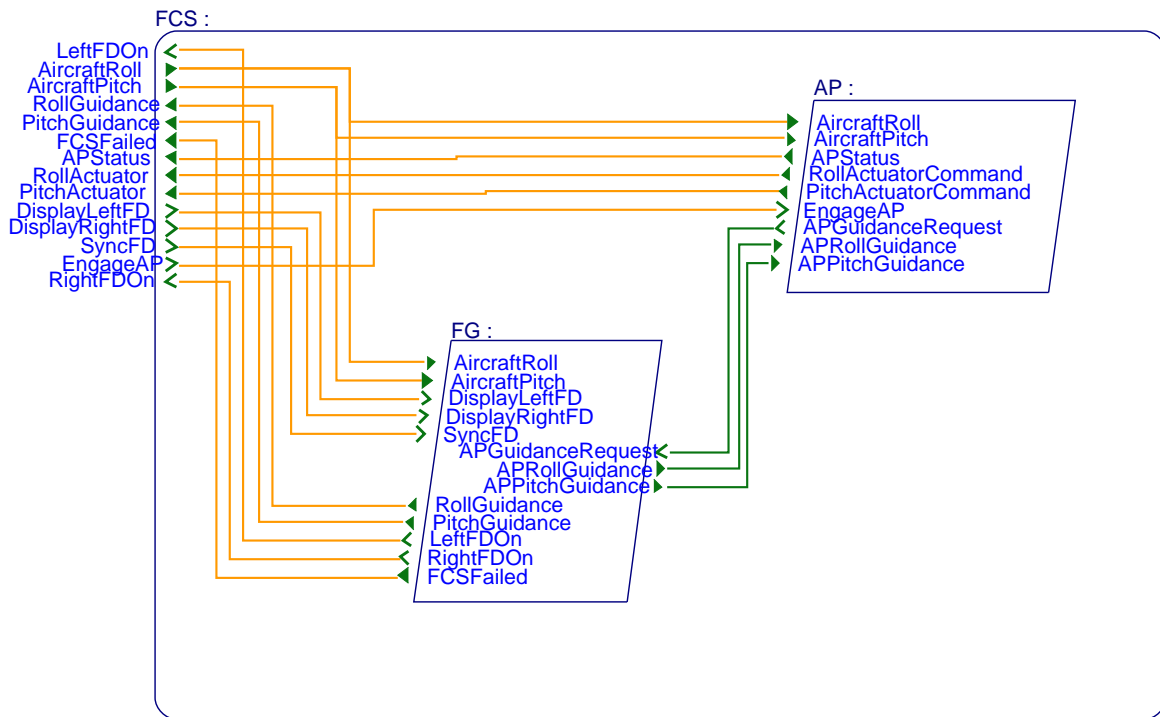 FCS :
LeftFDOn
AircraftRoll
AircraftPitch
RollGuidance
PitchGuidance
FCSFailed
APStatus
RollActuator
PitchActuator
DisplayLeftFD
DisplayRightFD
SyncFD
EngageAP
RightFDOn
AP :
AircraftRoll
AircraftPitch
APStatus
RollActuatorCommand
PitchActuatorCommand
EngageAP
APGuidanceRequest
APRollGuidance
APPitchGuidance
FG :
AircraftRoll
AircraftPitch
DisplayLeftFD
DisplayRightFD
SyncFD
APGuidanceRequest
APRollGuidance
APPitchGuidance
RollGuidance
PitchGuidance
LeftFDOn
RightFDOn
FCSFailed